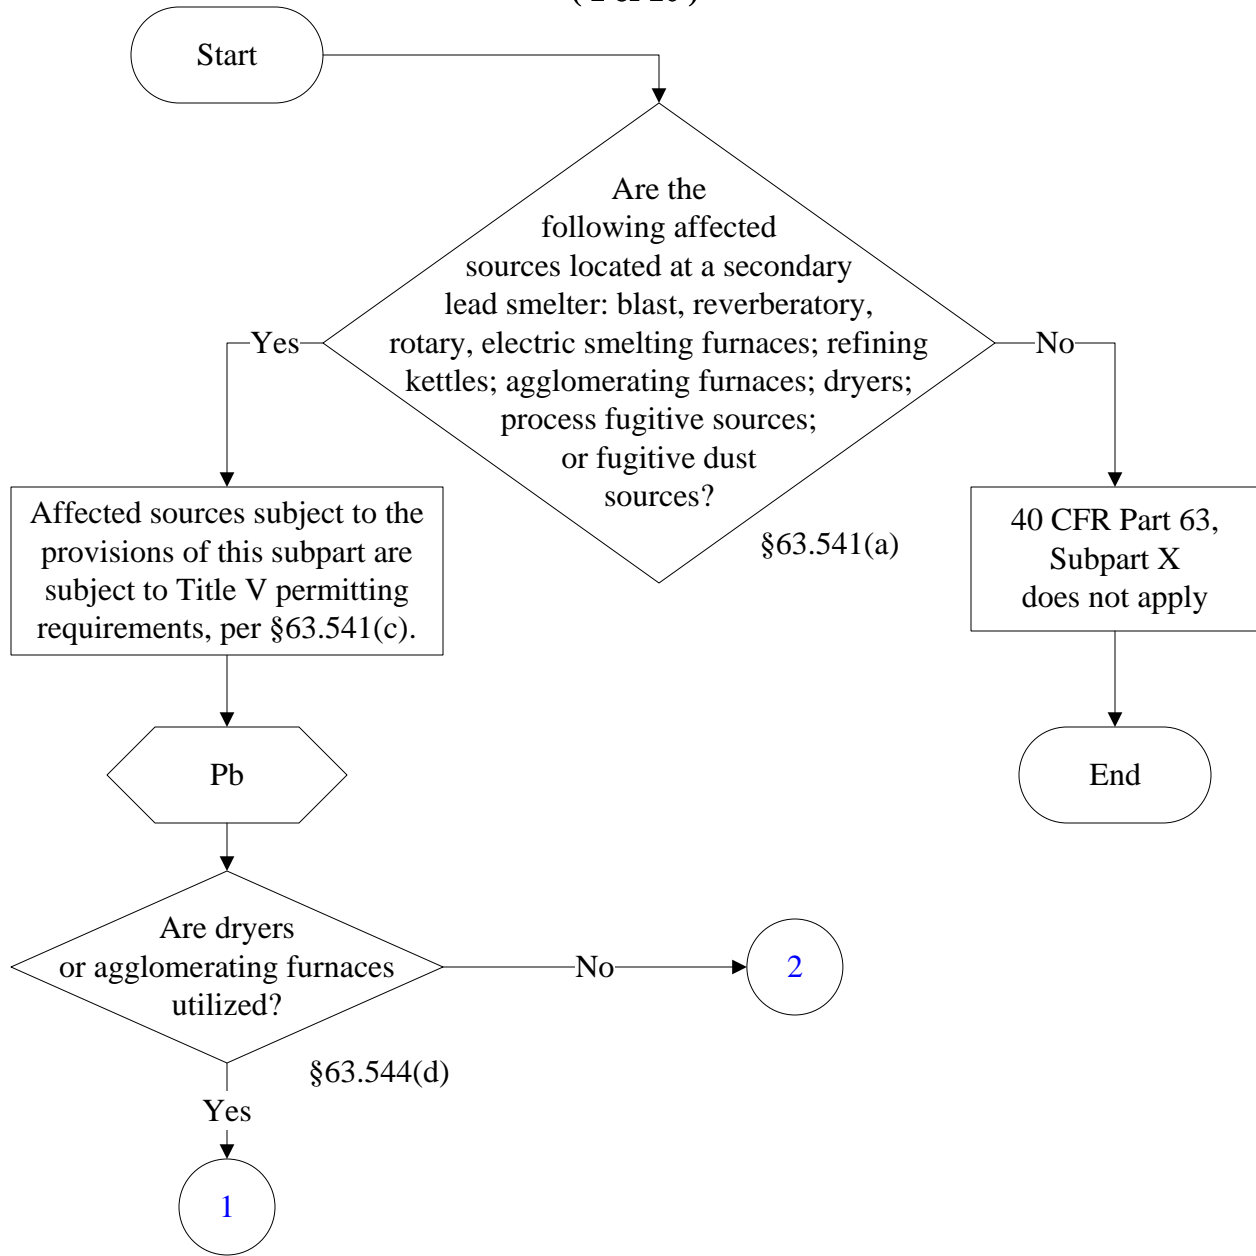 Start
Are the
following affected
sources located at a secondary
lead smelter: blast, reverberatory,
rotary, electric smelting furnaces; refining
kettles; agglomerating furnaces; dryers;
process fugitive sources;
or fugitive dust
sources?
Yes
No
§63.541(a)
Affected sources subject to the
provisions of this subpart are
subject to Title V permitting
requirements, per §63.541(c).
40 CFR Part 63,
Subpart X
does not apply
Pb
End
Are dryers
or agglomerating furnaces
utilized?
No
2
§63.544(d)
Yes
1